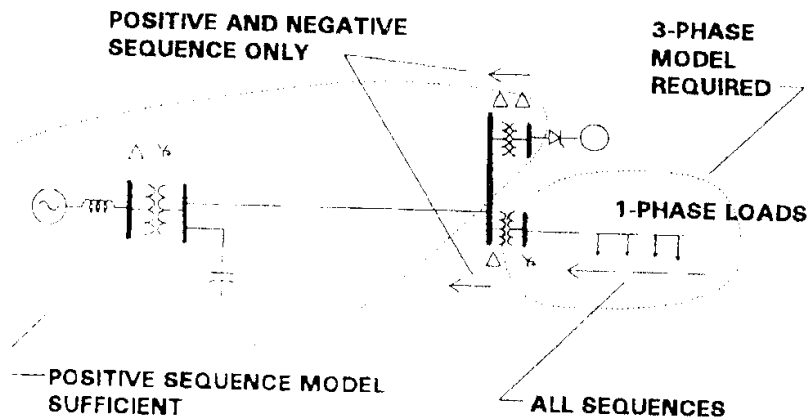 POSITIVE AND NEGATIVE
SEQUENCE ONLY
3-PHASE
MODEL
REQUIRED
1-PHASE LOADS
POSITIVE SEQUENCE MODEL
SUFFICIENT
ALL SEQUENCES